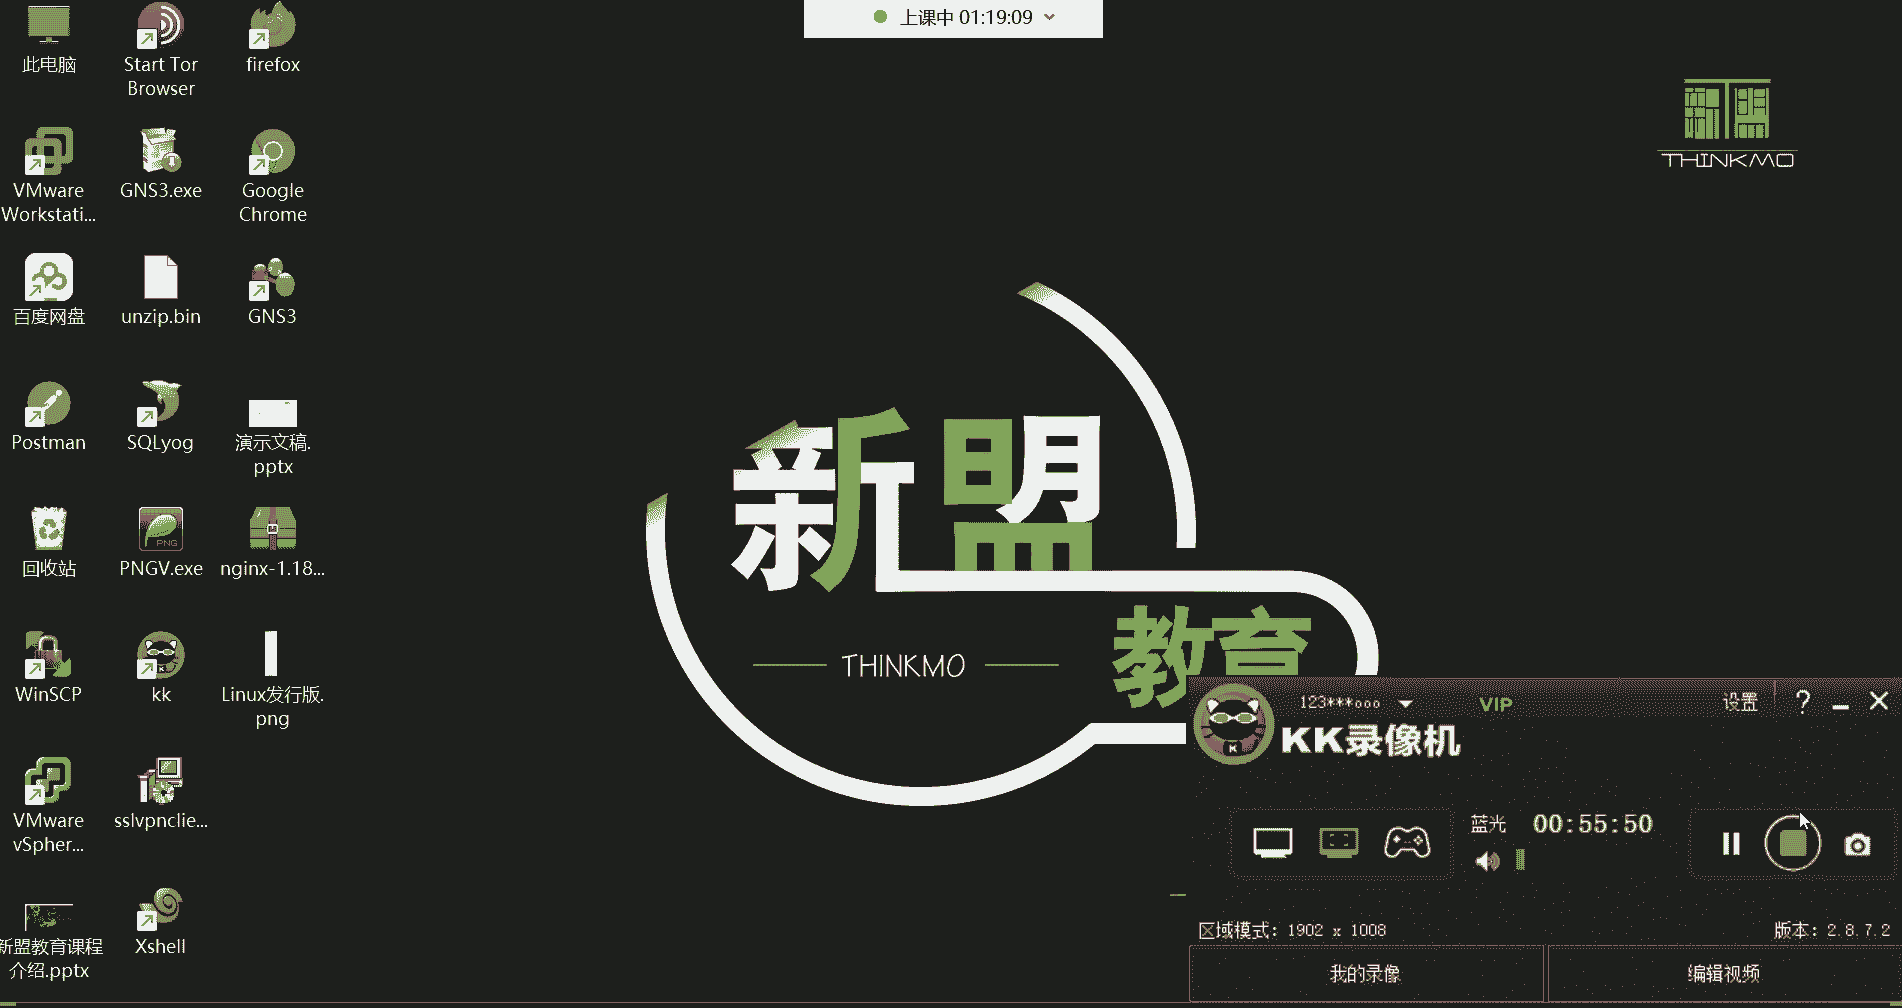 上课中 01:19:09
此电脑
Start Tor
Browser
firefox
VMware
Workstati...
GNS3.exe
Google
Chrome
百度网盘
unzip.bin
GNS3
Postman
SQLyog
演示文稿.
pptx
回收站
PNG
PNGV.exe
nginx-1.18...
WinSCP
kk
Linux发行版.
png
VMware
vSpher...
sslvpnclie...
新盟教育课程
介绍.pptx
Xshell
THINKMO
新盟
教育
THINKMO
123***ooo
VIP
设置
KK录像机
蓝光
00:55:50
区域模式: 1902 x 1008
版本: 2.8.7.2
我的录像
编辑视频